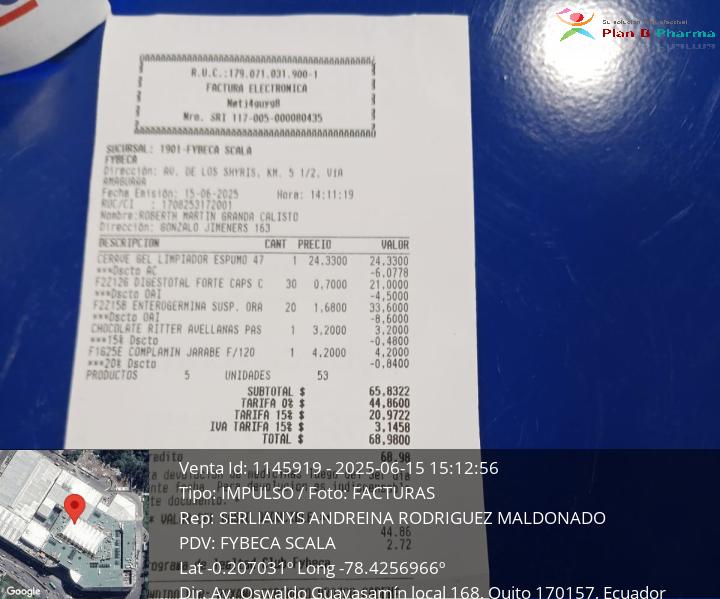 Plan B Pharma
R.U.C.:179.071.031.900-1
FACTURA ELECTRONICA
Nro. SRI 117-005-000080435
SUCURSAL: 1901-FYBECA SCALA
FYBECA
Dirección: AV. DE LOS SHYRIS, KM. 5 1/2, VIA
AMAGUAÑA
Fecha Emisión: 15-06-2025 Hora: 14:11:19
RUC/CI : 1708253172001
Nombre:ROBERTH MARTIN GRANDA CALISTO
Dirección: GONZALO JIMENERS 163
DESCRIPCION CANT PRECIO VALOR
CERAVE GEL LIMPIADOR ESPUMO 47 1 24,3300 24,3300
***Dscto AC -6,0778
F22126 DIGESTOTAL FORTE CAPS C 30 0,7000 21,0000
***Dscto OAI -4,5000
F22158 ENTEROGERMINA SUSP. ORA 20 1,6800 33,6000
***Dscto OAI -8,6000
CHOCOLATE RITTER AVELLANAS PAS 1 3,2000 3,2000
***15% Dscto -0,4800
F1625E COMPLAMIN JARABE F/120 1 4,2000 4,2000
***20% Dscto -0,8400
PRODUCTOS 5 UNIDADES 53
SUBTOTAL $ 65,8322
TARIFA 0% $ 44,8600
TARIFA 15% $ 20,9722
IVA TARIFA 15% $ 3,1458
TOTAL $ 68,9800
68.98
Venta Id: 1145919 - 2025-06-15 15:12:56
Tipo: IMPULSO / Foto: FACTURAS
Rep: SERLIANYS ANDREINA RODRIGUEZ MALDONADO
44.86
PDV: FYBECA SCALA
2.72
Lat -0.207031º Long -78.4256966º
Dir: Av. Oswaldo Guayasamín local 168, Quito 170157, Ecuador
Google